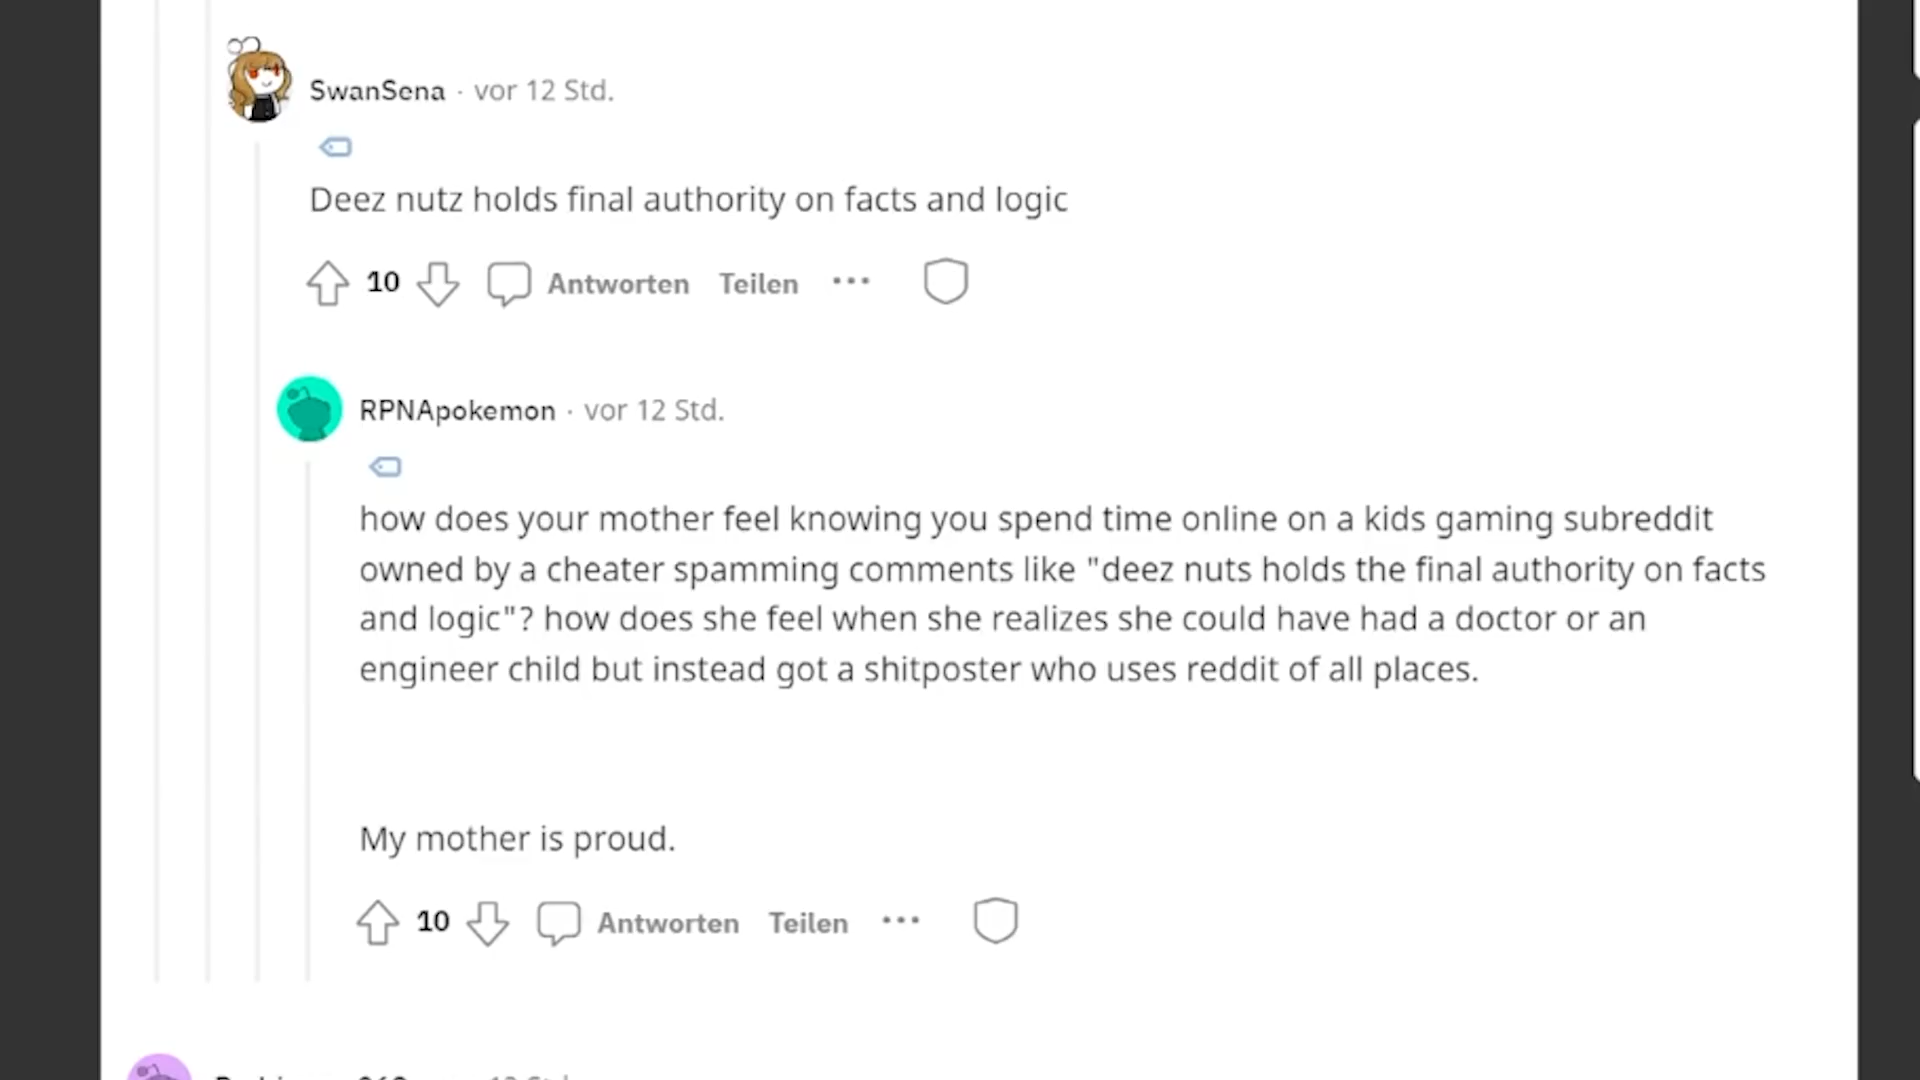 SwanSena · vor 12 Std.
Deez nutz holds final authority on facts and logic
10 Antworten Teilen ···
RPNApokemon · vor 12 Std.
how does your mother feel knowing you spend time online on a kids gaming subreddit
owned by a cheater spamming comments like "deez nuts holds the final authority on facts
and logic"? how does she feel when she realizes she could have had a doctor or an
engineer child but instead got a shitposter who uses reddit of all places.
My mother is proud.
10 Antworten Teilen ···